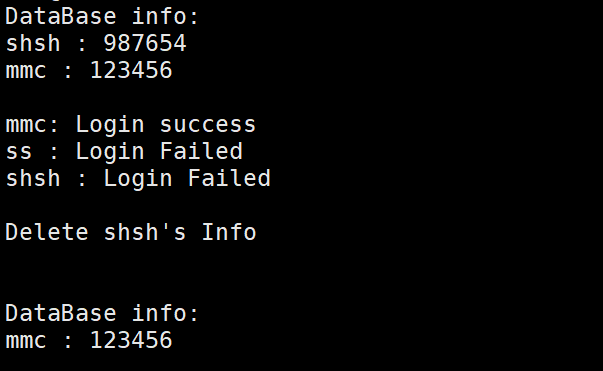 DataBase info:
shsh : 987654
mmc : 123456
mmc: Login success
ss : Login Failed
shsh : Login Failed
Delete shsh's Info
DataBase info:
mmc : 123456